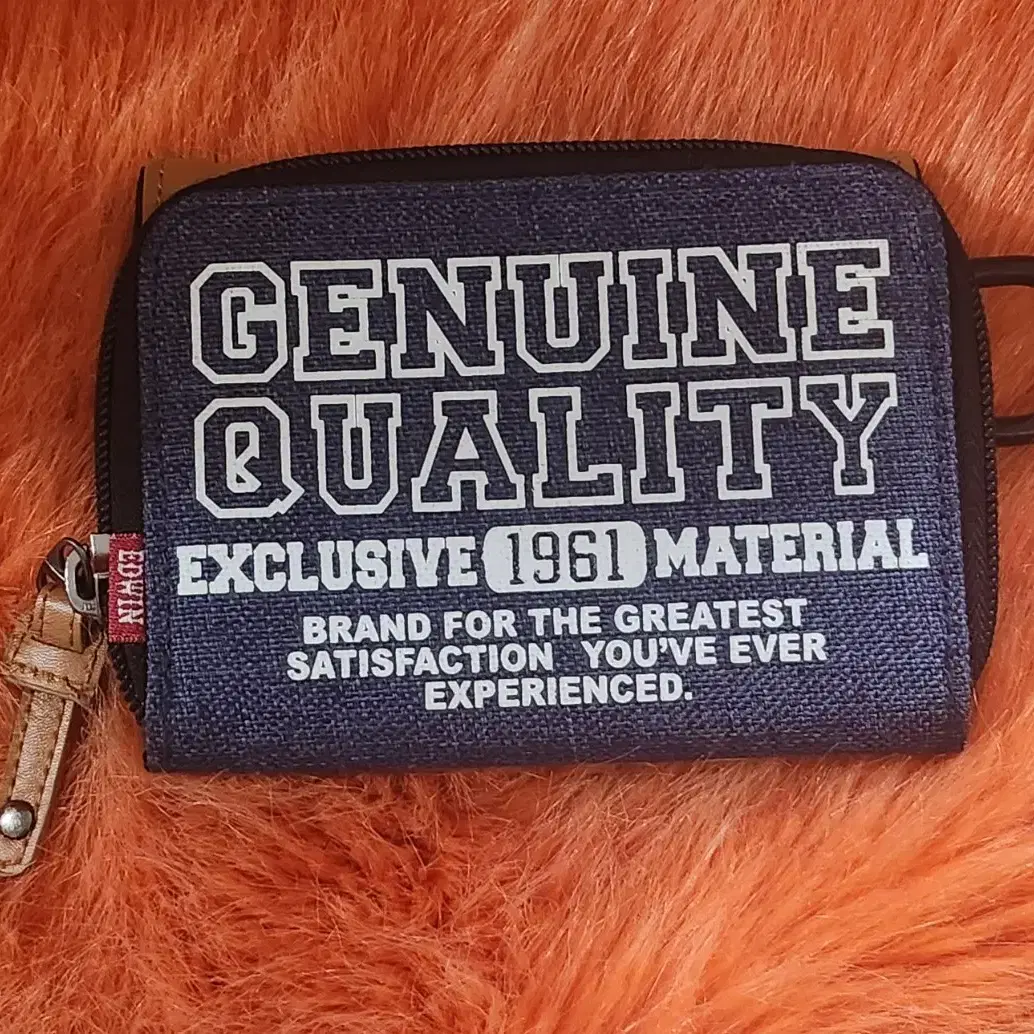 GENUINE
QUALITY
EXCLUSIVE 1961 MATERIAL
BRAND FOR THE GREATEST
SATISFACTION YOU'VE EVER
EXPERIENCED.
EDWIN